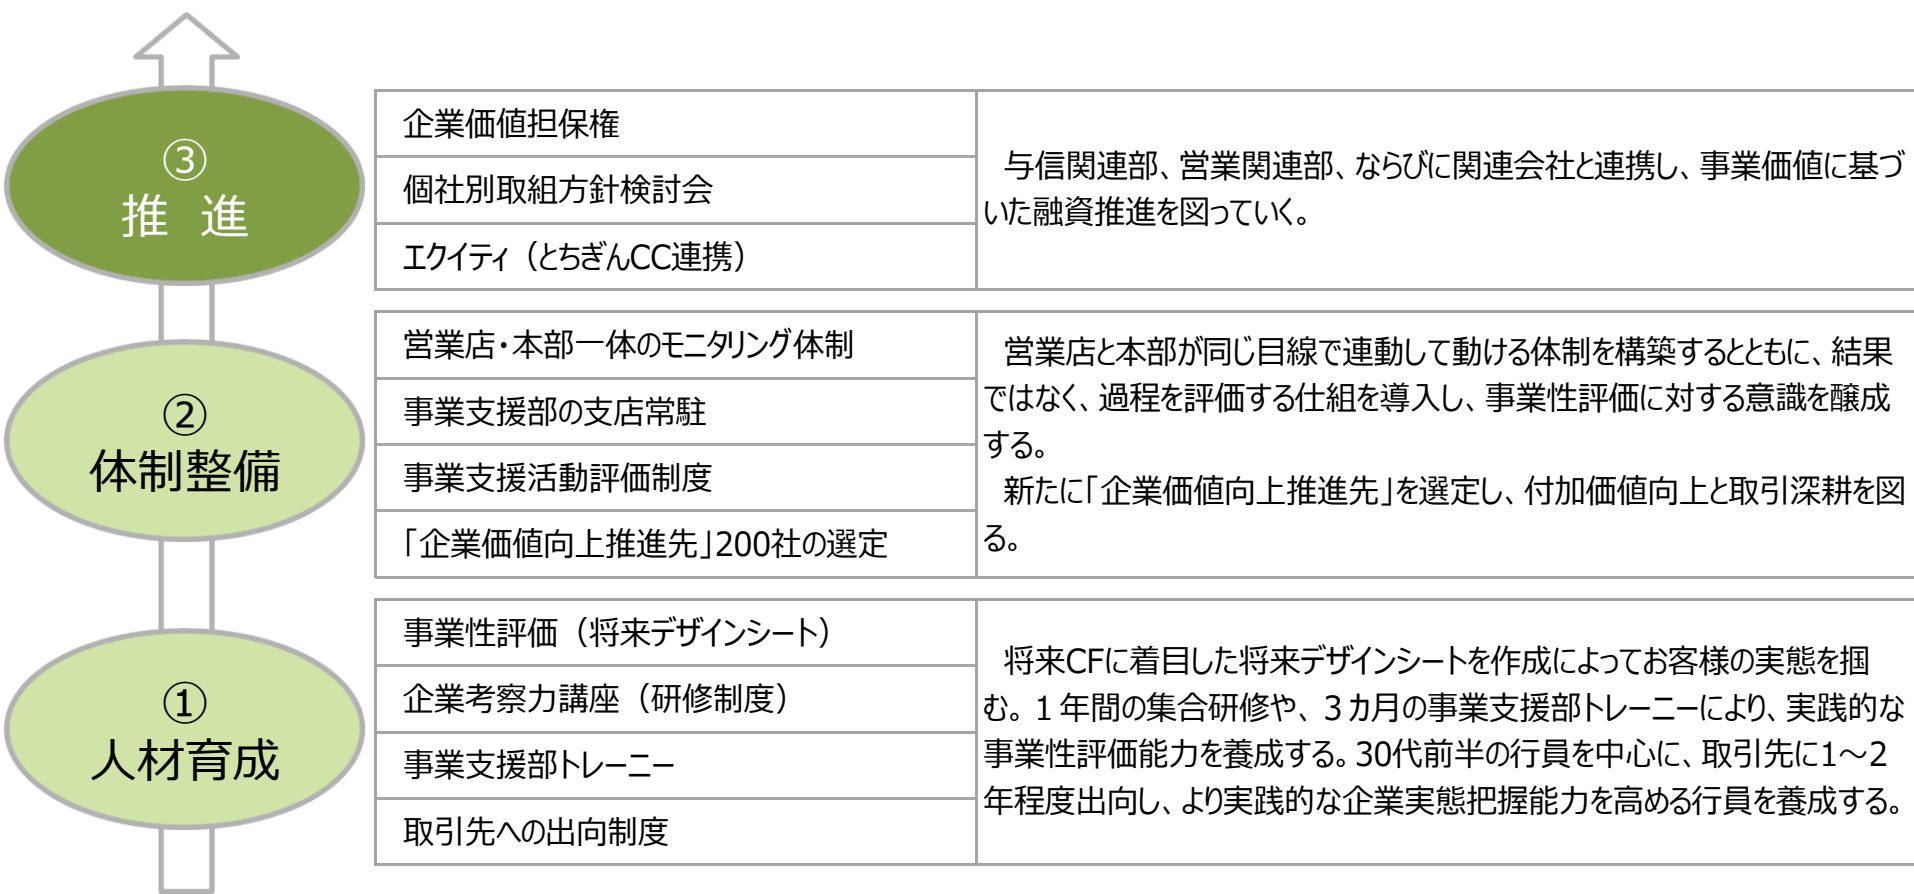 ③
推 進
企業価値担保権
個社別取組方針検討会
エクイティ（とちぎんCC連携）
与信関連部、営業関連部、ならびに関連会社と連携し、事業価値に基づ
いた融資推進を図っていく。
②
体制整備
営業店・本部一体のモニタリング体制
事業支援部の支店常駐
事業支援活動評価制度
「企業価値向上推進先」200社の選定
営業店と本部が同じ目線で連動して動ける体制を構築するとともに、結果
ではなく、過程を評価する仕組を導入し、事業性評価に対する意識を醸成
する。
新たに「企業価値向上推進先」を選定し、付加価値向上と取引深耕を図
る。
①
人材育成
事業性評価（将来デザインシート）
企業考察力講座（研修制度）
事業支援部トレーニー
取引先への出向制度
将来CFに着目した将来デザインシートを作成によってお客様の実態を掴
む。１年間の集合研修や、３カ月の事業支援部トレーニーにより、実践的な
事業性評価能力を養成する。30代前半の行員を中心に、取引先に1～2
年程度出向し、より実践的な企業実態把握能力を高める行員を養成する。